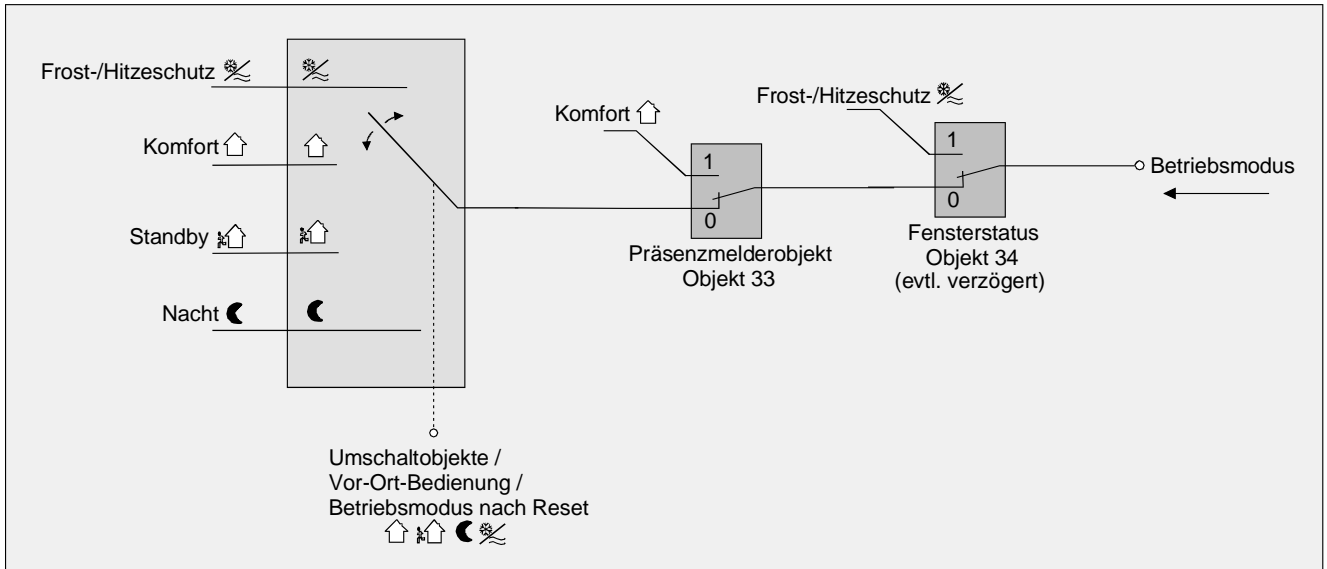 Frost-/Hitzeschutz
Komfort
Standby
Nacht
Umschaltobjekte /
Vor-Ort-Bedienung /
Betriebsmodus nach Reset
Komfort
1
0
Präsenzmelderobjekt
Objekt 33
Frost-/Hitzeschutz
1
0
Fensterstatus
Objekt 34
(evtl. verzögert)
Betriebsmodus